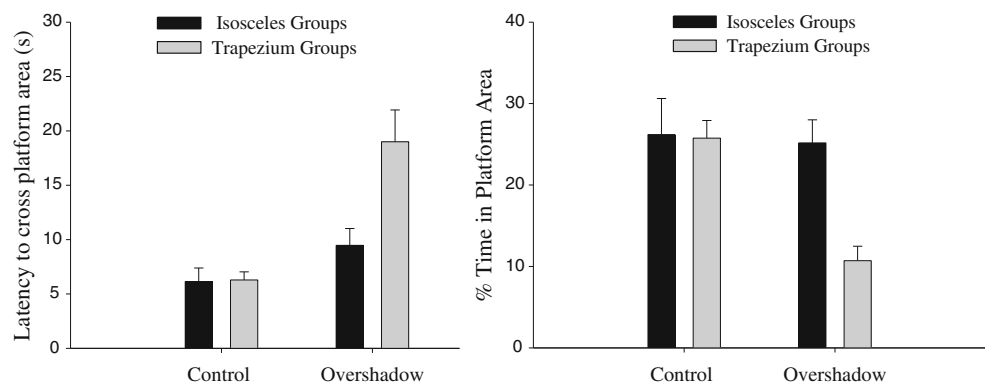 Latency to cross platform area (s)
30
25
20
15
10
5
0
Isosceles Groups
Trapezium Groups
Control
Overshadow
% Time in Platform Area
40
30
20
10
0
Isosceles Groups
Trapezium Groups
Control
Overshadow